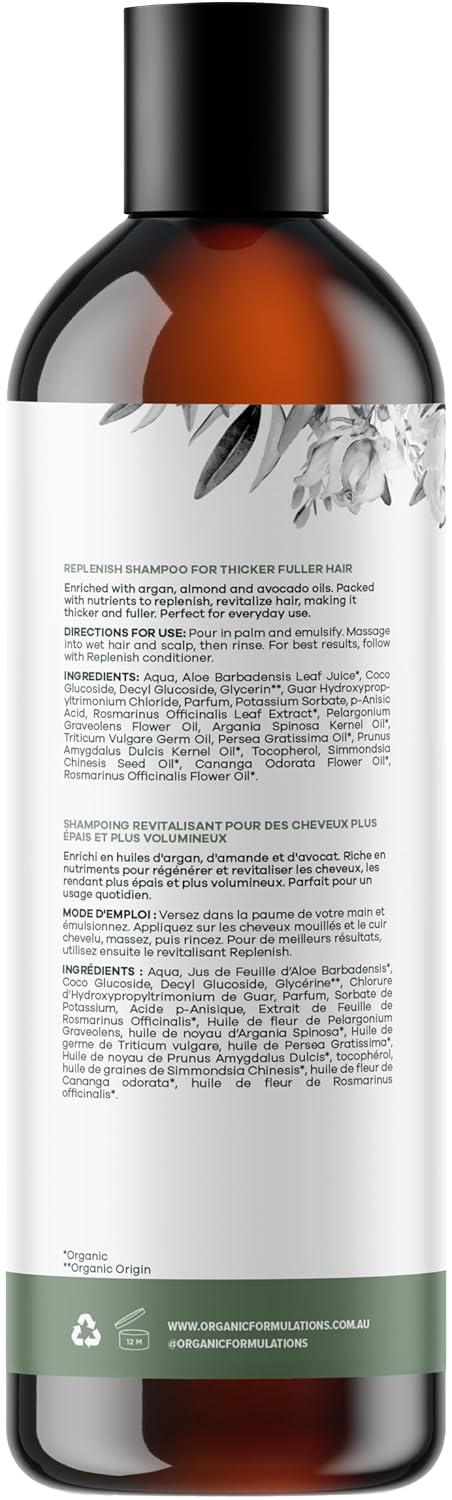 REPLENISH SHAMPOO FOR THICKER FULLER HAIR
Enriched with argan, almond and avocado oils. Packed
with nutrients to replenish, revitalize hair, making it
thicker and fuller. Perfect for everyday use.
DIRECTIONS FOR USE: Pour in palm and emulsify. Massage
into wet hair and scalp, then rinse. For best results, follow
with Replenish conditioner.
INGREDIENTS: Aqua, Aloe Barbadensis Leaf Juice*, Coco
Glucoside, Decyl Glucoside, Glycerin**, Guar Hydroxyprop-
yltrimonium Chloride, Parfum, Potassium Sorbate, p-Anisic
Acid, Rosmarinus Officinalis Leaf Extract*, Pelargonium
Graveolens Flower Oil, Argania Spinosa Kernel Oil*,
Triticum Vulgare Germ Oil, Persea Gratissima Oil*, Prunus
Amygdalus Dulcis Kernel Oil*, Tocopherol, Simmondsia
Chinesis Seed Oil*, Cananga Odorata Flower Oil*,
Rosmarinus Officinalis Flower Oil*.
SHAMPOING REVITALISANT POUR DES CHEVEUX PLUS
ÉPAIS ET PLUS VOLUMINEUX
Enrichi en huiles d'argan, d'amande et d'avocat. Riche en
nutriments pour régénérer et revitaliser les cheveux, les
rendant plus épais et plus volumineux. Parfait pour un
usage quotidien.
MODE D'EMPLOI : Versez dans la paume de votre main et
émulsionnez. Appliquez sur les cheveux mouillés et le cuir
chevelu, massez, puis rincez. Pour de meilleurs résultats,
utilisez ensuite le revitalisant Replenish.
INGRÉDIENTS : Aqua, Jus de Feuille d'Aloe Barbadensis*,
Coco Glucoside, Decyl Glucoside, Glycérine**, Chlorure
d'Hydroxypropyltrimonium de Guar, Parfum, Sorbate de
Potassium, Acide p-Anisique, Extrait de Feuille de
Rosmarinus Officinalis*, Huile de fleur de Pelargonium
Graveolens, huile de noyau d'Argania Spinosa*, Huile de
germe de Triticum vulgare, huile de Persea Gratissima*,
Huile de noyau de Prunus Amygdalus Dulcis*, tocophérol,
huile de graines de Simmondsia Chinesis*, huile de fleur de
Cananga odorata*, huile de fleur de Rosmarinus
officinalis*.
*Organic
**Organic Origin
12 M
WWW.ORGANICFORMULATIONS.COM.AU
@ORGANICFORMULATIONS